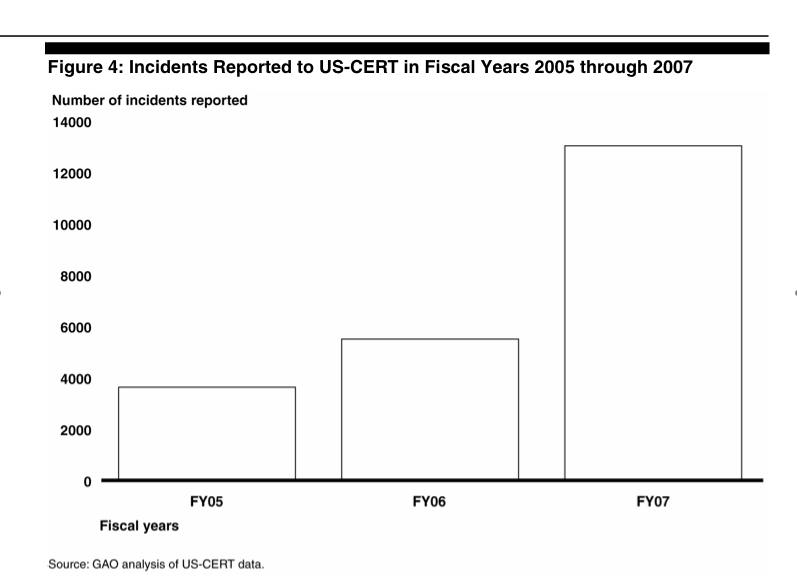 Figure 4: Incidents Reported to US-CERT in Fiscal Years 2005 through 2007
Number of incidents reported
14000
12000
10000
8000
6000
4000
2000
0
FY05 FY06 FY07
Fiscal years
Source: GAO analysis of US-CERT data.